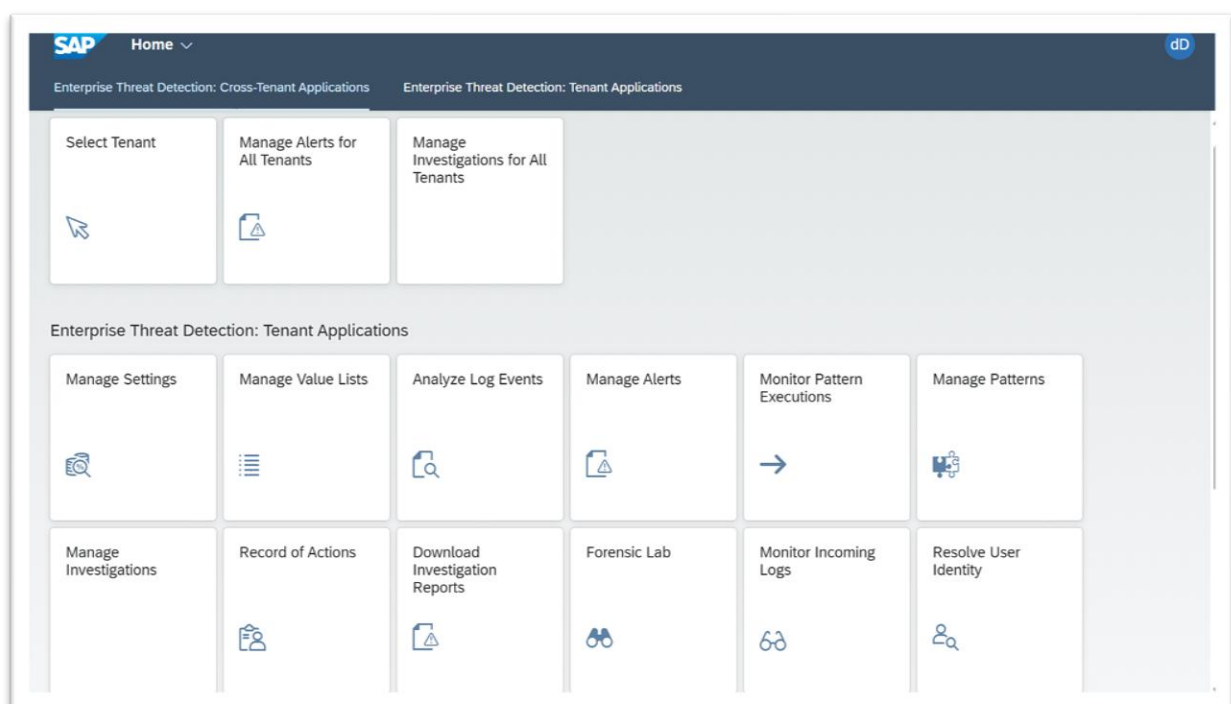 SAP Home
dD
Enterprise Threat Detection: Cross-Tenant Applications Enterprise Threat Detection: Tenant Applications
Select Tenant
Manage Alerts for
All Tenants
Manage
Investigations for All
Tenants
Enterprise Threat Detection: Tenant Applications
Manage Settings
Manage Value Lists
Analyze Log Events
Manage Alerts
Monitor Pattern
Executions
Manage Patterns
Manage
Investigations
Record of Actions
Download
Investigation
Reports
Forensic Lab
Monitor Incoming
Logs
Resolve User
Identity